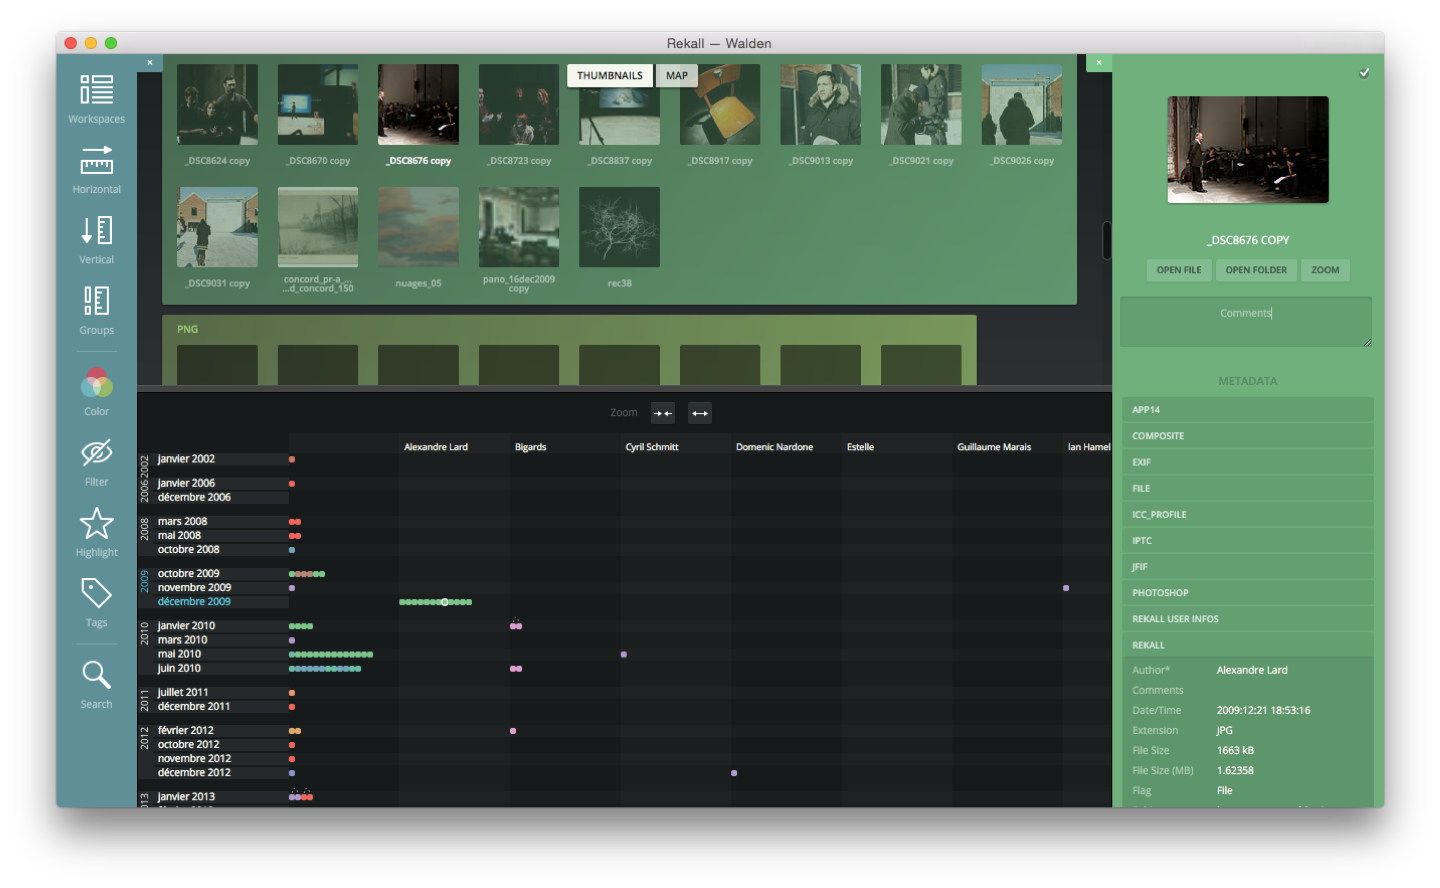 Rekall — Walden
Workspaces
Horizontal
Vertical
Groups
Color
Filter
Highlight
Tags
Search
THUMBNAILS MAP
_DSC8624 copy
_DSC8670 copy
_DSC8676 copy
_DSC8723 copy
_DSC8837 copy
_DSC8917 copy
_DSC9013 copy
_DSC9021 copy
_DSC9026 copy
_DSC9031 copy
concord_pr-a_...
...d_concord_150
nuages_05
pano_16dec2009
copy
rec38
PNG
Zoom
Alexandre Lard
Bigards
Cyril Schmitt
Domenic Nardone
Estelle
Guillaume Marais
Ian Hamel
2002
janvier 2002
2006
janvier 2006
décembre 2006
2008
mars 2008
mai 2008
octobre 2008
2009
octobre 2009
novembre 2009
décembre 2009
2010
janvier 2010
mars 2010
mai 2010
juin 2010
2011
juillet 2011
décembre 2011
2012
février 2012
octobre 2012
novembre 2012
décembre 2012
janvier 2013
_DSC8676 COPY
OPEN FILE OPEN FOLDER ZOOM
Comments
METADATA
APP14
COMPOSITE
EXIF
FILE
ICC_PROFILE
IPTC
JFIF
PHOTOSHOP
REKALL USER INFOS
REKALL
Author* Alexandre Lard
Comments
Date/Time 2009:12:21 18:53:16
Extension JPG
File Size 1663 kB
File Size (MB) 1.62358
Flag File